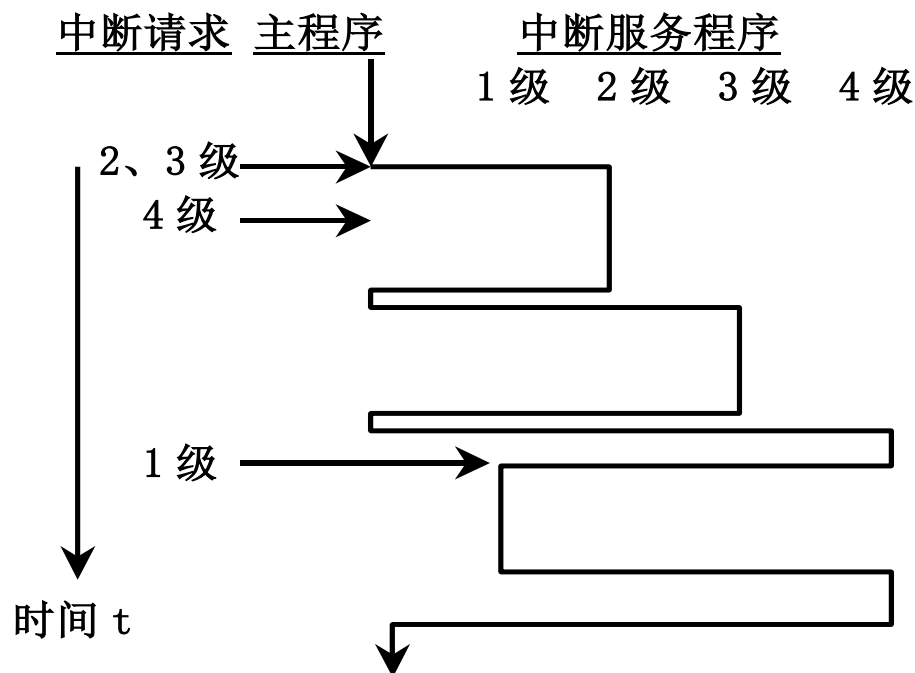 中断请求 主程序 中断服务程序
1级 2级 3级 4级
2、3级
4级
1级
时间 t